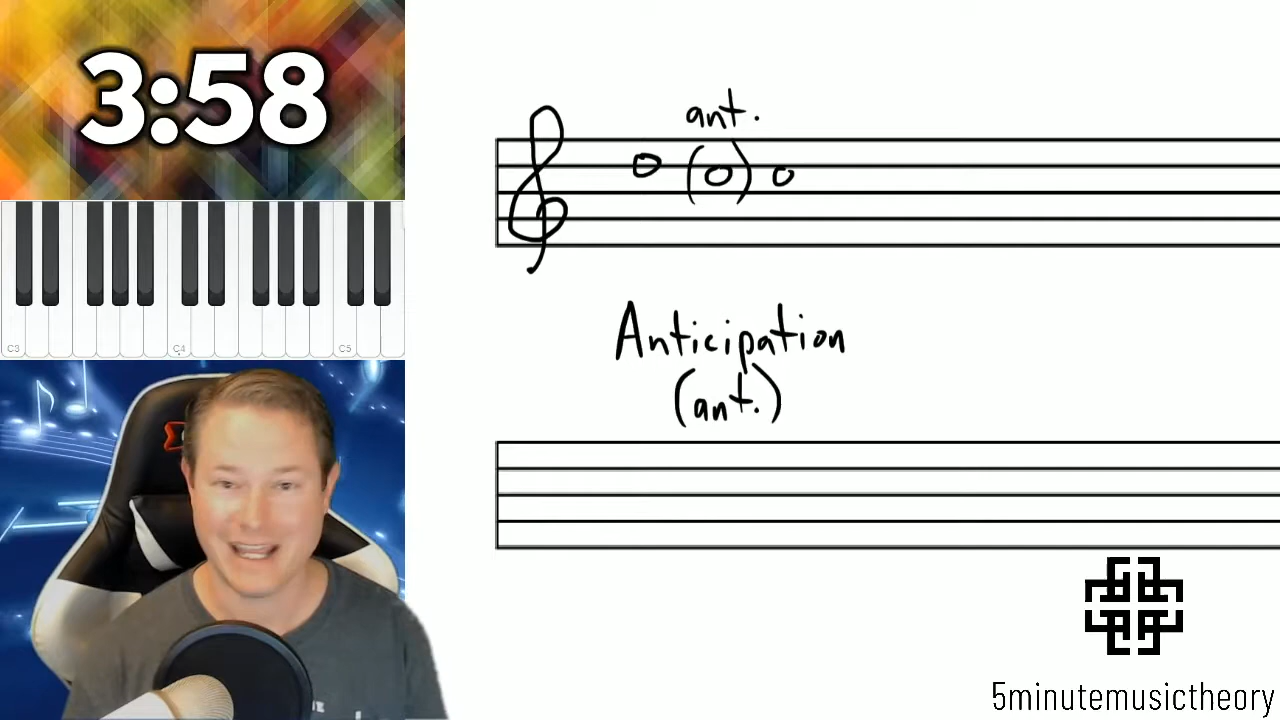 3:58
ant.
C3
C4
C5
Anticipation
(ant.)
5minutemusictheory